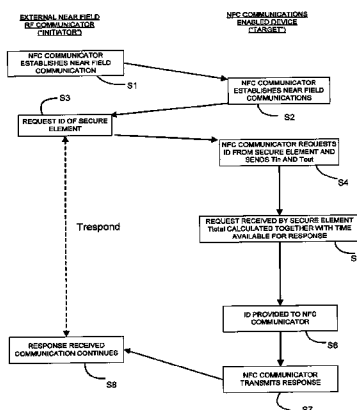 EXTERNAL NEAR FIELD
RF COMMUNICATOR
("INITIATOR")
NFC COMMUNICATIONS
ENABLED DEVICE
("TARGET")
NFC COMMUNICATOR
ESTABLISHES NEAR FIELD
COMMUNICATION
S1
NFC COMMUNICATOR
ESTABLISHES NEAR FIELD
COMMUNICATIONS
S2
S3
REQUEST ID OF SECURE
ELEMENT
NFC COMMUNICATOR REQUESTS
ID FROM SECURE ELEMENT AND
SENDS Tin AND Tout
S4
Trespond
REQUEST RECEIVED BY SECURE ELEMENT
Ttotal CALCULATED TOGETHER WITH TIME
AVAILABLE FOR RESPONSE
S
ID PROVIDED TO NFC
COMMUNICATOR
S6
RESPONSE RECEIVED
COMMUNICATION CONTINUES
S8
NFC COMMUNICATOR
TRANSMITS RESPONSE
S7